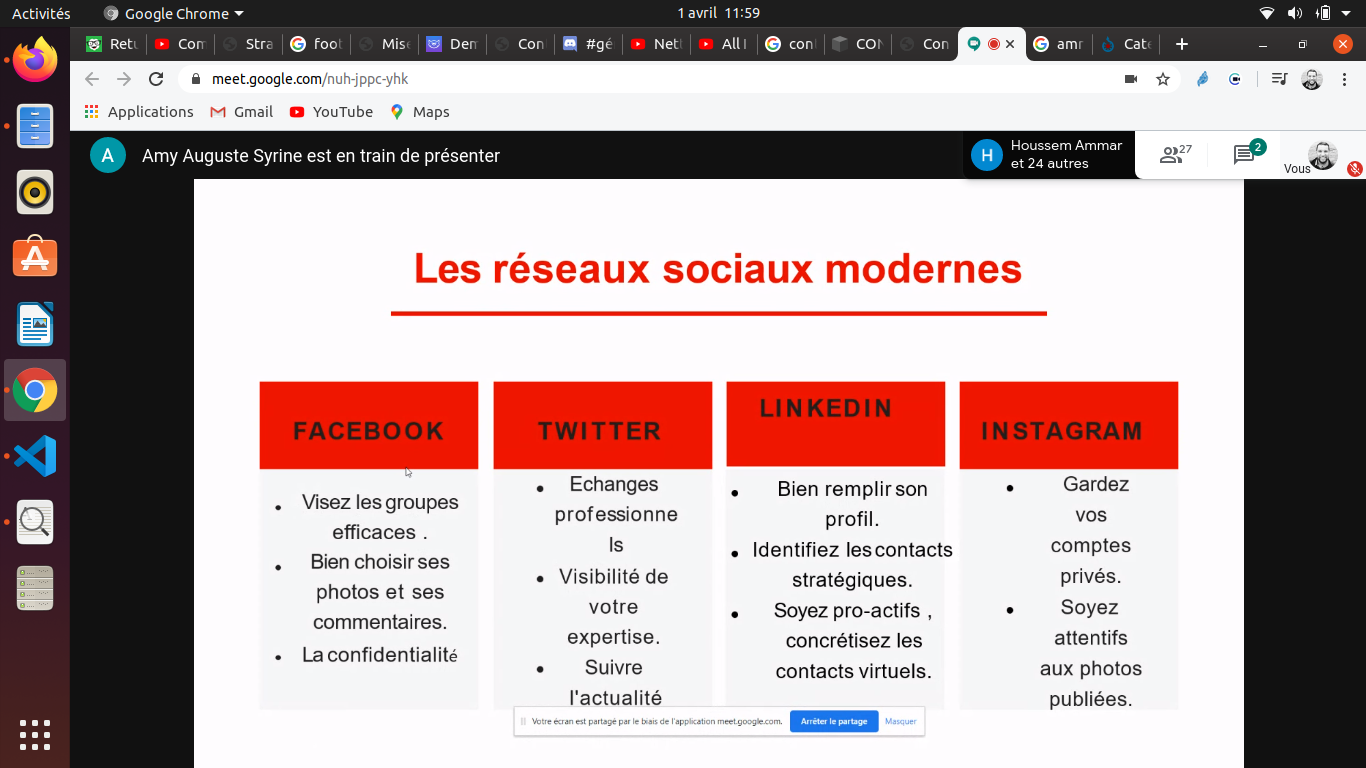 Activités
Google Chrome
1 avril 11:59
Retu
Com
Stra
foot
Mise
Dem
Con
#gé
Netf
All I
con
CON
Con
amr
Cate
meet.google.com/nuh-jppc-yhk
Applications
Gmail
YouTube
Maps
A
Amy Auguste Syrine est en train de présenter
H
Houssem Ammar
et 24 autres
27
2
Vous
Les réseaux sociaux modernes
FACEBOOK
Visez les groupes
efficaces .
Bien choisir ses
photos et ses
commentaires.
La confidentialité
TWITTER
Echanges
professionne
ls
Visibilité de
votre
expertise.
Suivre
l'actualité
LINKEDIN
Bien remplir son
profil.
Identifiez les contacts
stratégiques.
Soyez pro-actifs ,
concrétisez les
contacts virtuels.
INSTAGRAM
Gardez
vos
comptes
privés.
Soyez
attentifs
aux photos
publiées.
Votre écran est partagé par le biais de l'application meet.google.com.
Arrêter le partage
Masquer